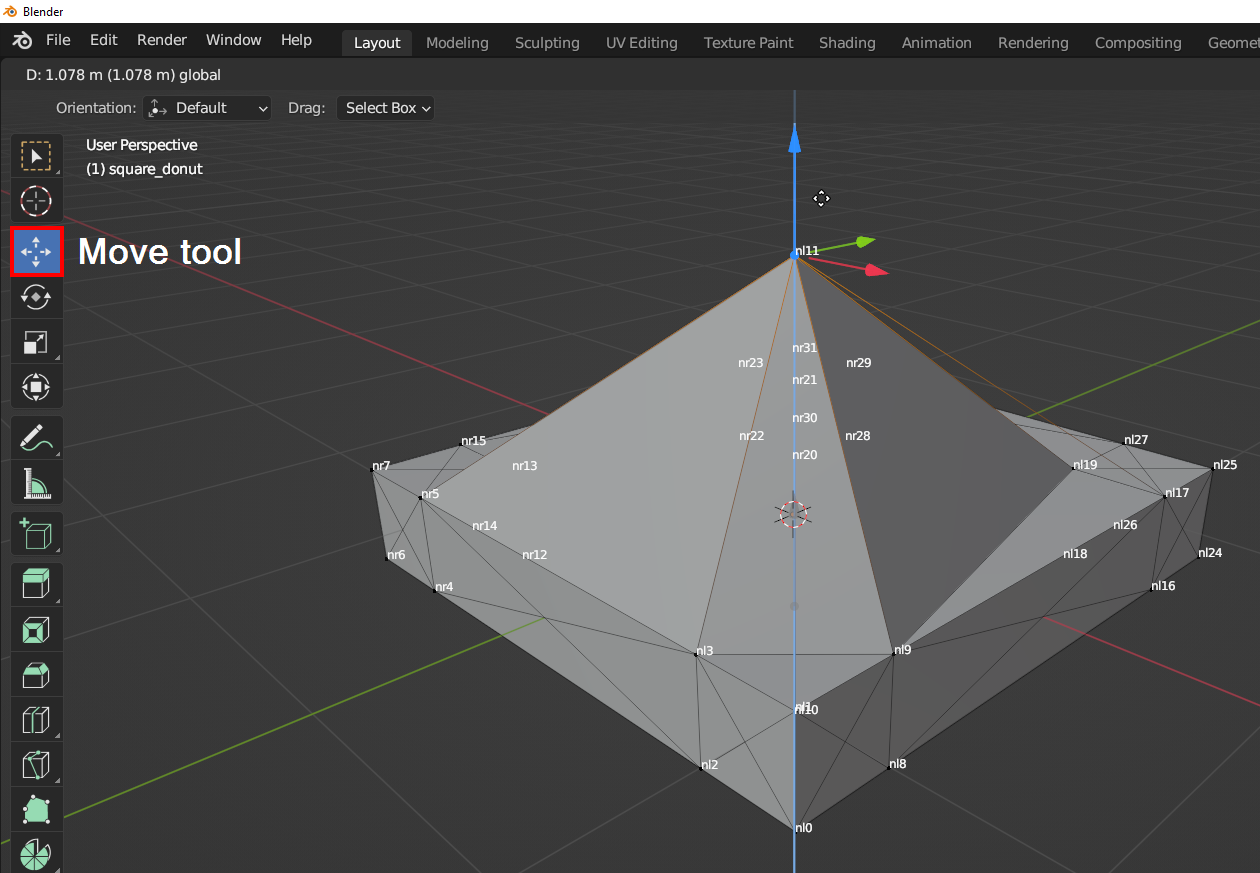 Blender
File Edit Render Window Help Layout Modeling Sculpting UV Editing Texture Paint Shading Animation Rendering Compositing Geomet
D: 1.078 m (1.078 m) global
Orientation: Default Drag: Select Box
User Perspective
(1) square_donut
Move tool
nl11
nr31
nr23 nr29
nr21
nr30
nr22 nr28
nr20
nr15 nl27
nr7 nr13 nl19 nl25
nr5 nl17
nr14 nl26
nr6 nr12 nl18 nl24
nr4 nl16
nl3 nl9
nl1
nl10
nl2 nl8
nl0